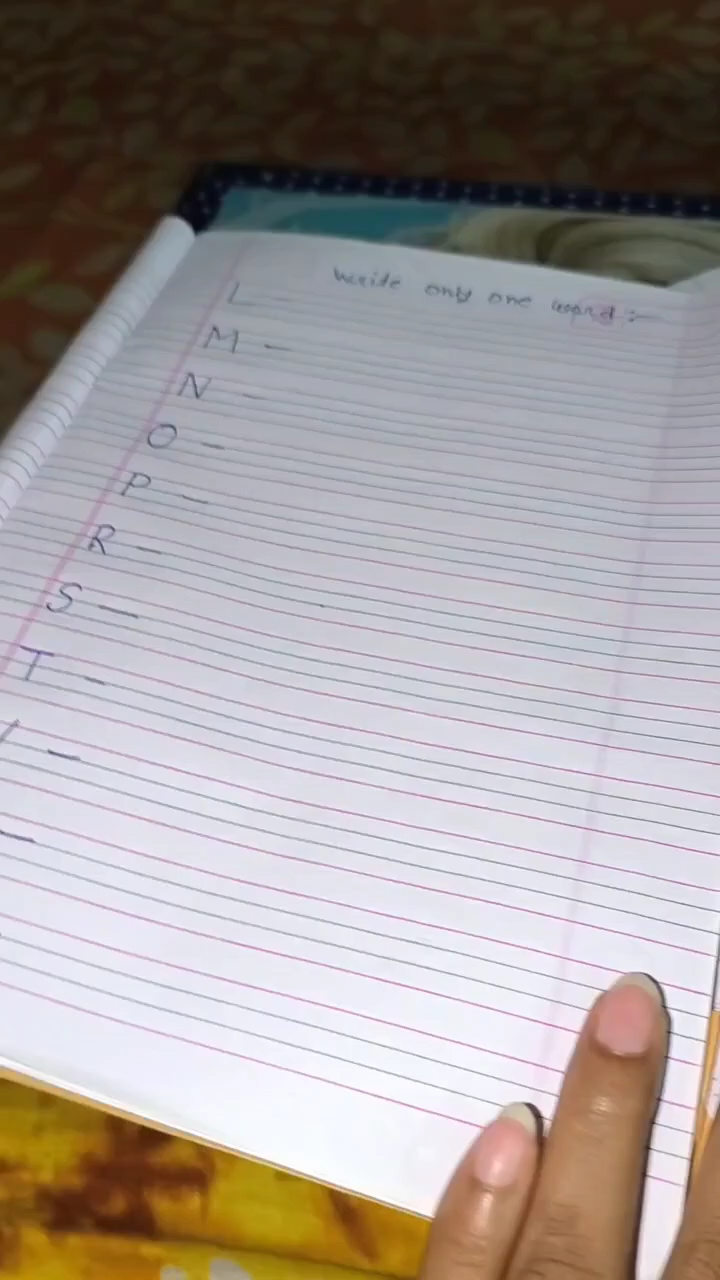 Write only one word :-
L -
M -
N -
O -
P -
R -
S -
T -
-
-